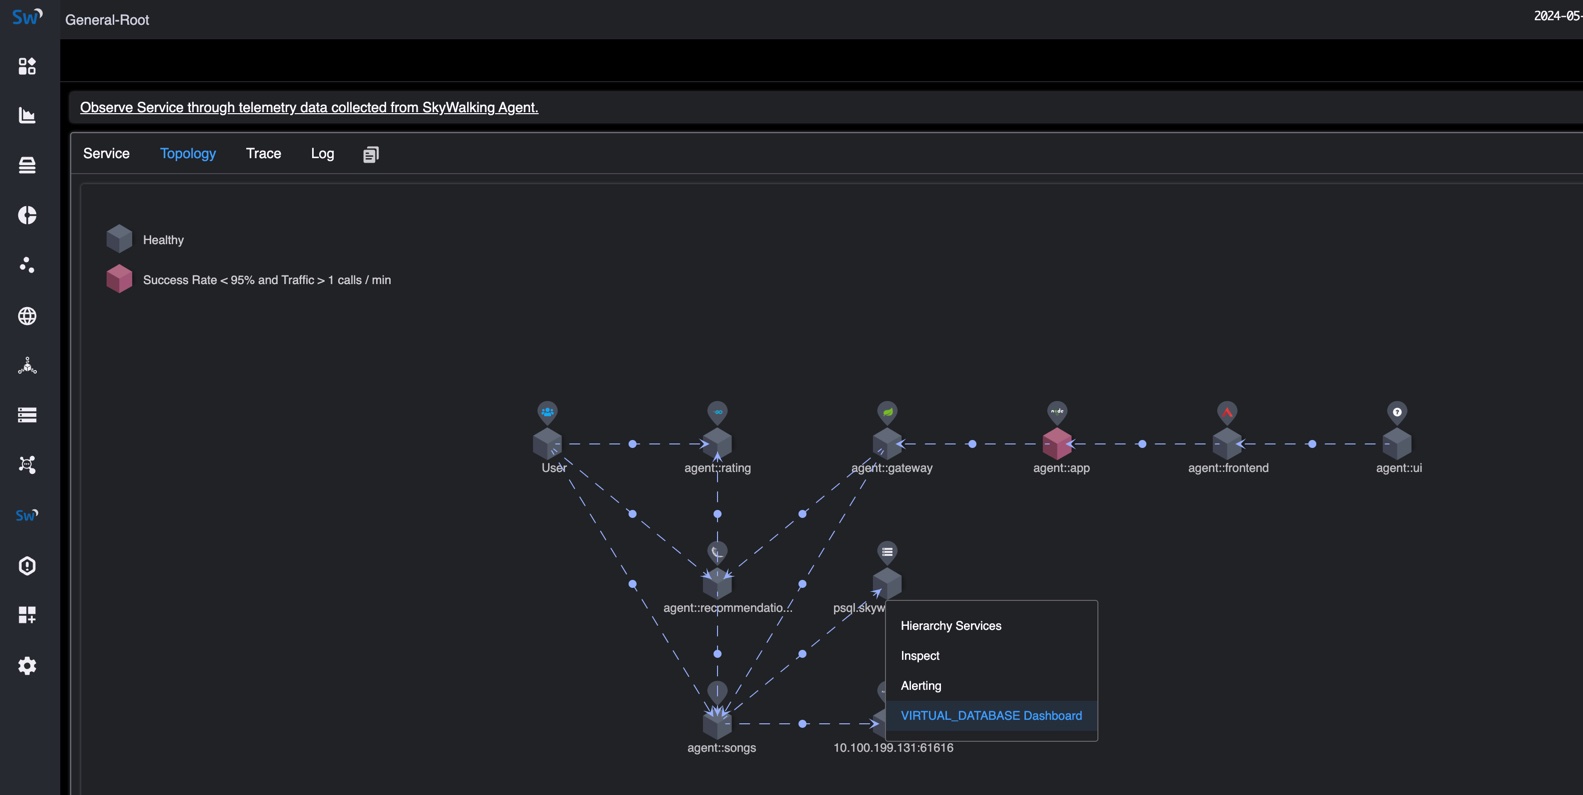 Sw
General-Root
2024-05-
Observe Service through telemetry data collected from SkyWalking Agent.
Service Topology Trace Log
Healthy
Success Rate < 95% and Traffic > 1 calls / min
User agent::rating agent::gateway agent::app agent::frontend agent::ui
agent::recommendatio... psql.skyw
Hierarchy Services
Inspect
Alerting
VIRTUAL_DATABASE Dashboard
agent::songs 10.100.199.131:61616
Sw